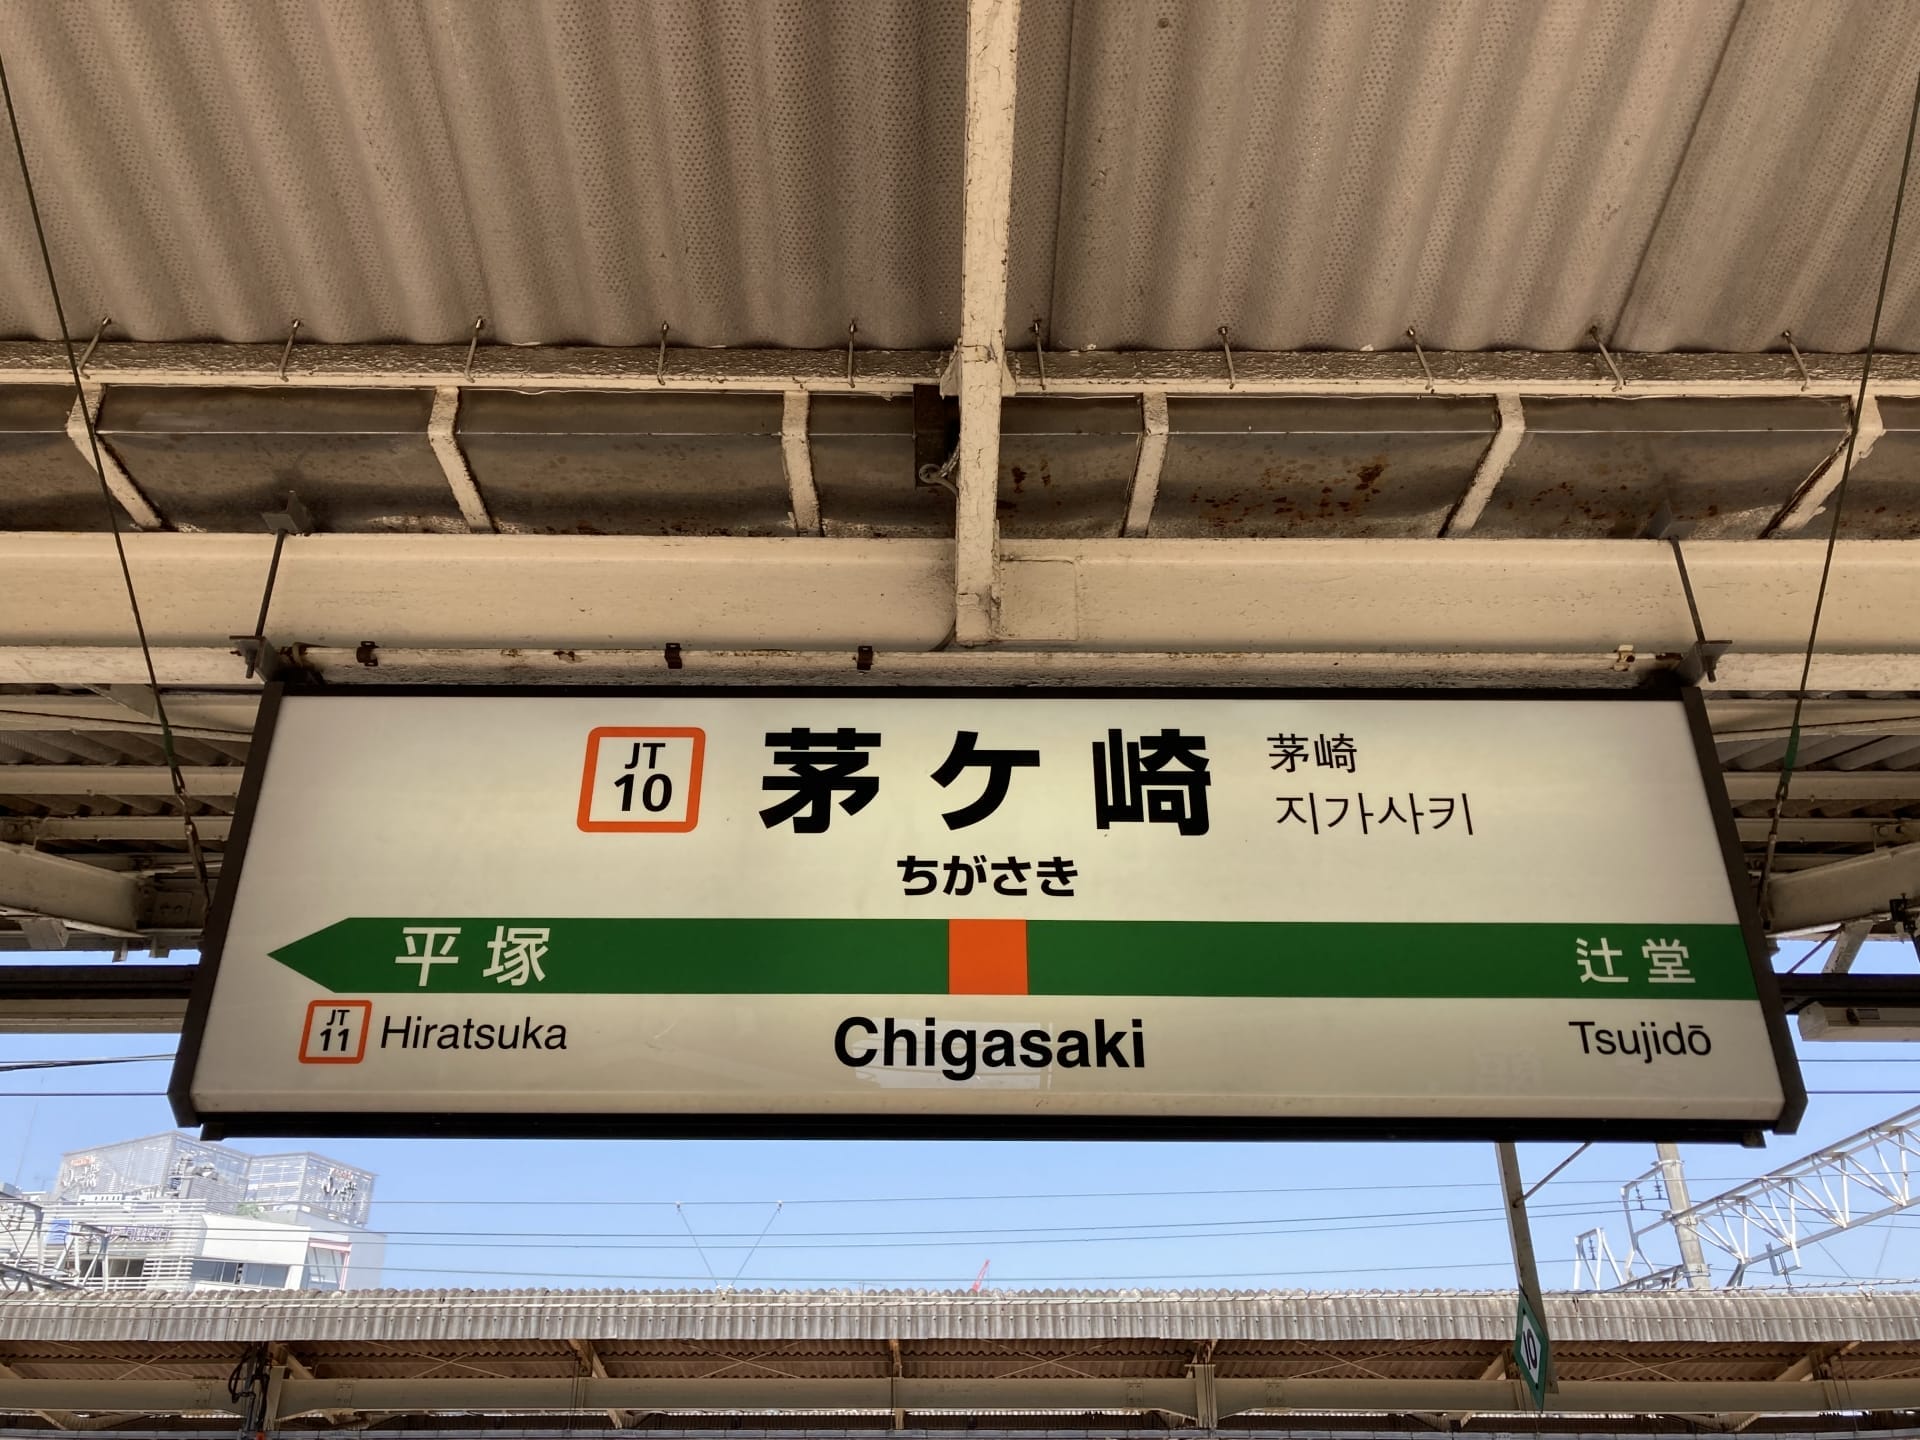 JT
10
茅ケ崎
茅崎
지가사키
ちがさき
平塚
辻堂
JT
11
Hiratsuka
Chigasaki
Tsujidō
10